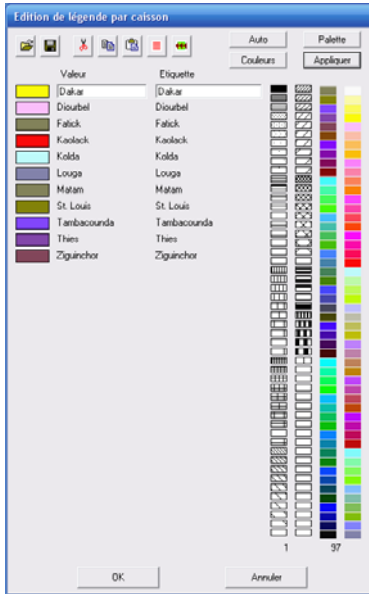 Edition de légende par caisson
Auto Palette
Couleurs Appliquer
Valeur Etiquette
Dakar Dakar
Diourbel Diourbel
Fatick Fatick
Kaolack Kaolack
Kolda Kolda
Louga Louga
Matam Matam
St. Louis St. Louis
Tambacounda Tambacounda
Thies Thies
Ziguinchor Ziguinchor
1 97
OK Annuler